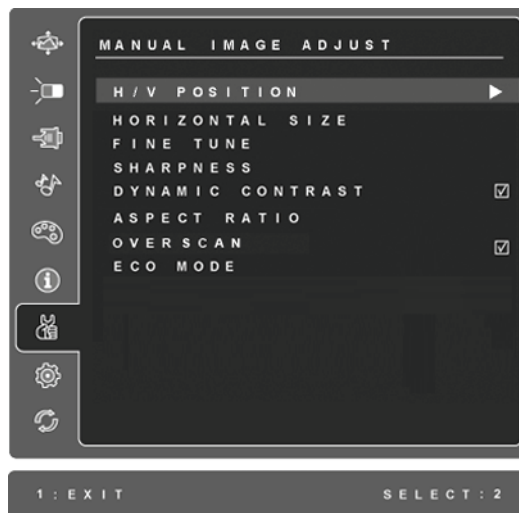 MANUAL IMAGE ADJUST
H/V POSITION
HORIZONTAL SIZE
FINE TUNE
SHARPNESS
DYNAMIC CONTRAST
ASPECT RATIO
OVERSCAN
ECO MODE
1:EXIT SELECT:2